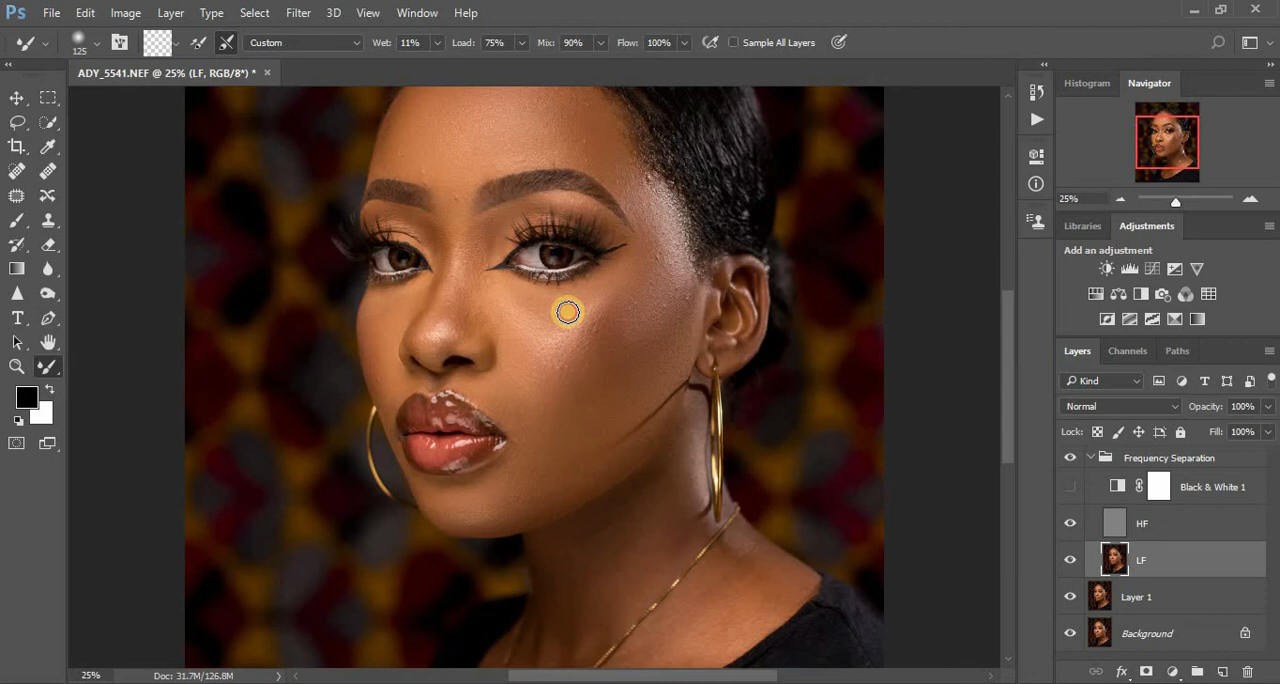 Ps File Edit Image Layer Type Select Filter 3D View Window Help
125 Custom Wet: 11% Load: 75% Mix: 90% Flow: 100% Sample All Layers
ADY_5541.NEF @ 25% (LF, RGB/8*) *
Histogram Navigator
25%
Libraries Adjustments
Add an adjustment
Layers Channels Paths
Kind
Normal Opacity: 100%
Lock: Fill: 100%
Frequency Separation
Black & White 1
HF
LF
Layer 1
Background
25% Doc: 31.7M/126.8M